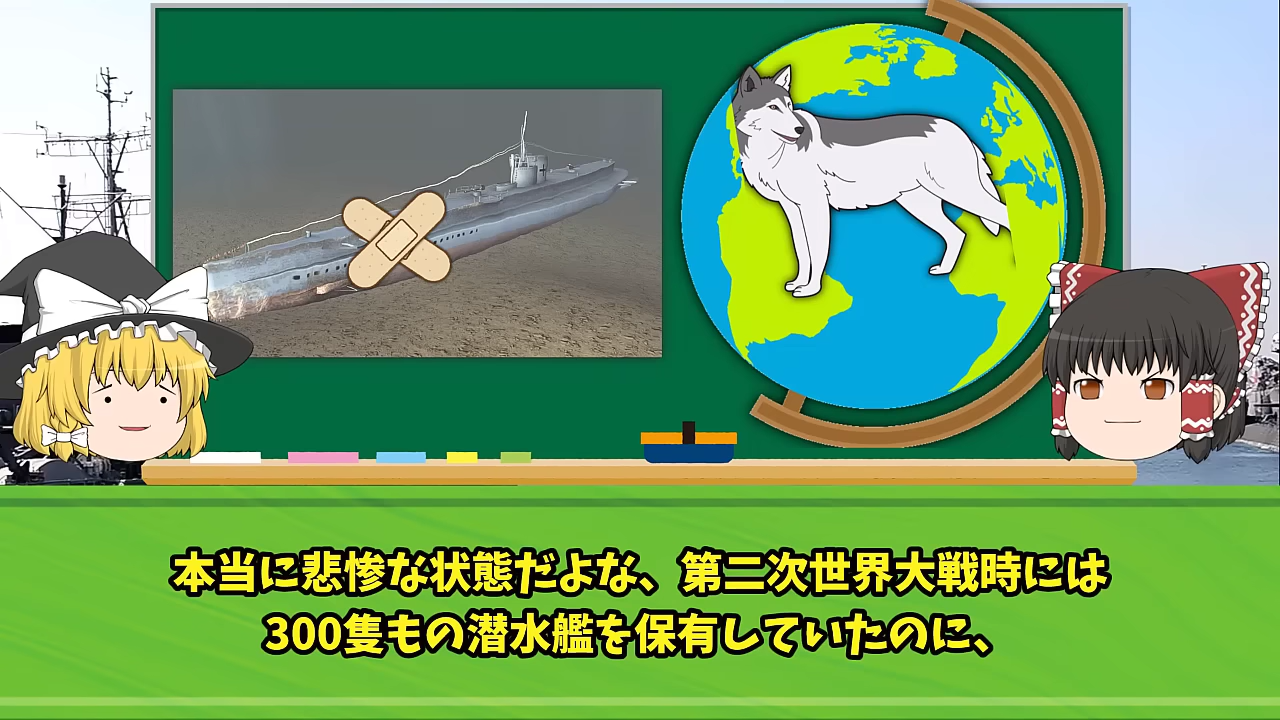 本当に悲惨な状態だよな、第二次世界大戦時には
300隻もの潜水艦を保有していたのに、